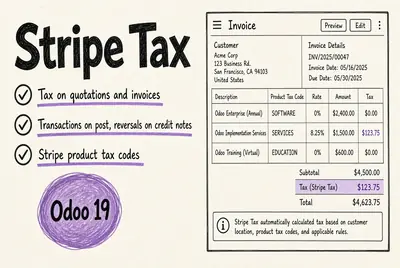 Stripe Tax
Tax on quotations and invoices
Transactions on post, reversals on credit notes
Stripe product tax codes
Odoo 19
Invoice
Preview
Edit
Customer
Acme Corp
123 Business Rd.
San Francisco, CA 94103
United States
Invoice Details
INV/2025/00047
Invoice Date: 05/16/2025
Due Date: 05/30/2025
Description Product Tax Code Rate Amount Tax
Odoo Enterprise (Annual) SOFTWARE 0% $2,400.00 $0.00
Odoo Implementation Services SERVICES 8.25% $1,500.00 $123.75
Odoo Training (Virtual) EDUCATION 0% $600.00 $0.00
Subtotal $4,500.00
Tax (Stripe Tax) $123.75
Total $4,623.75
Stripe Tax automatically calculated tax based on customer
location, product tax codes, and applicable rules.